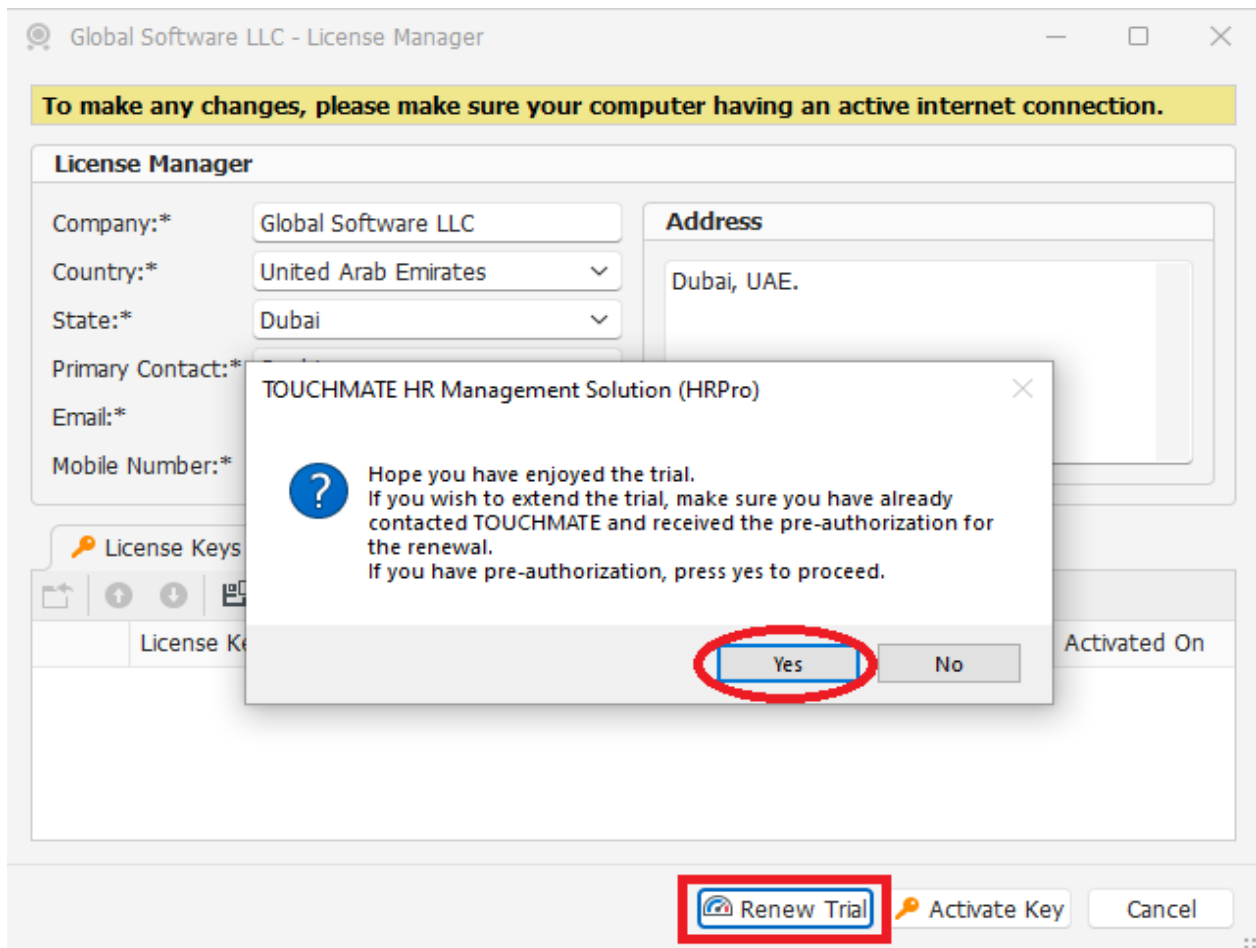 Global Software LLC - License Manager
To make any changes, please make sure your computer having an active internet connection.
License Manager
Company:*
Global Software LLC
Country:*
United Arab Emirates
State:*
Dubai
Primary Contact:*
Email:*
Mobile Number:*
Address
Dubai, UAE.
TOUCHMATE HR Management Solution (HRPro)
Hope you have enjoyed the trial.
If you wish to extend the trial, make sure you have already
contacted TOUCHMATE and received the pre-authorization for
the renewal.
If you have pre-authorization, press yes to proceed.
Yes
No
License Keys
License Ke
Activated On
Renew Trial
Activate Key
Cancel